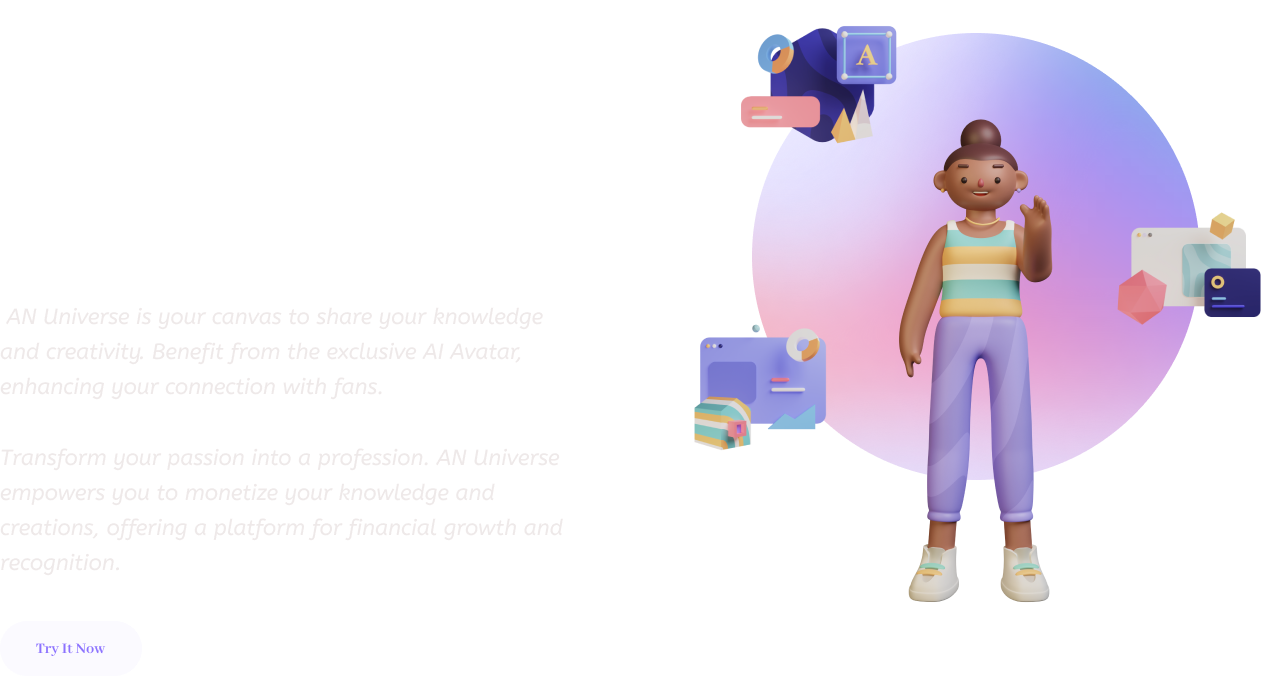 A
AN Universe is your canvas to share your knowledge
and creativity. Benefit from the exclusive AI Avatar,
enhancing your connection with fans.
Transform your passion into a profession. AN Universe
empowers you to monetize your knowledge and
creations, offering a platform for financial growth and
recognition.
Try It Now